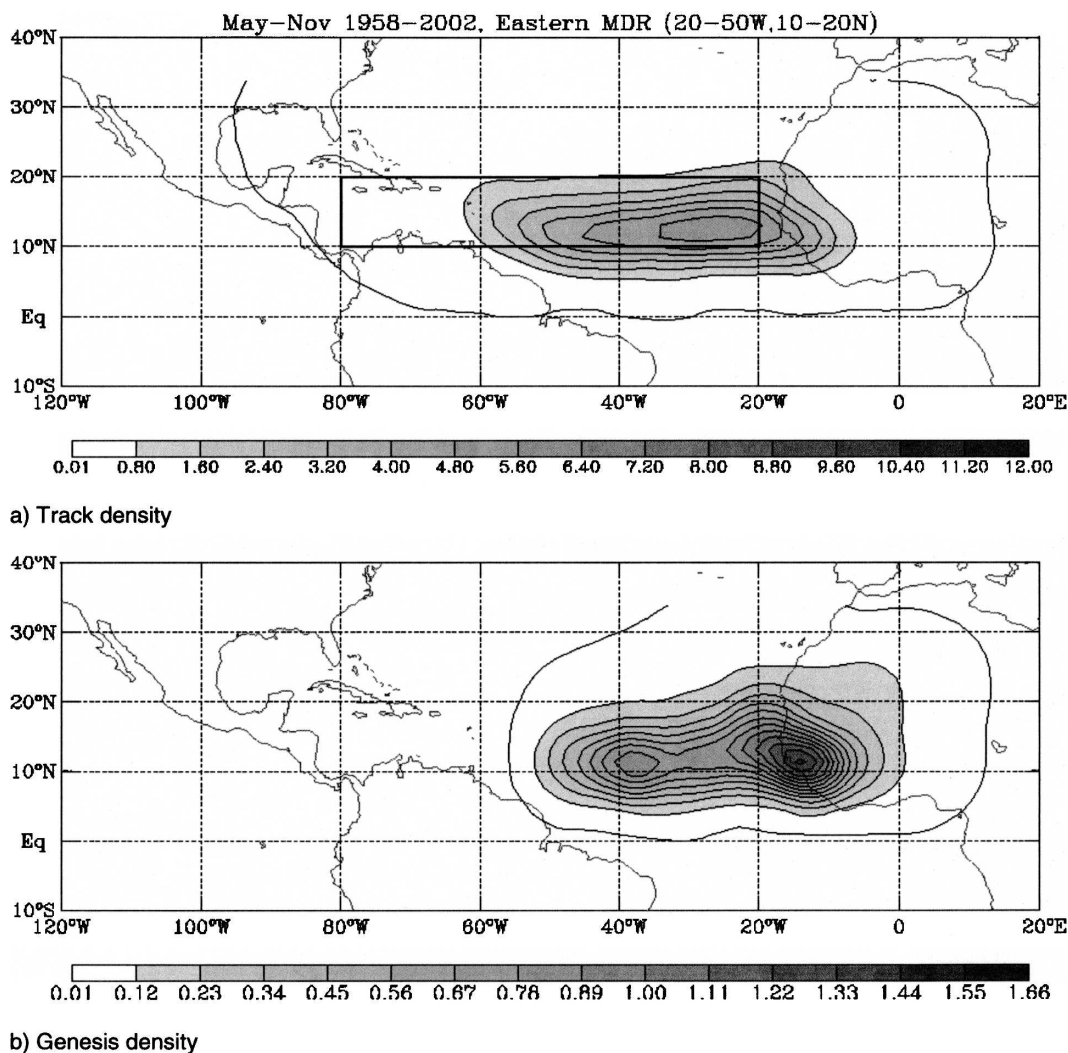 May-Nov 1958-2002, Eastern MDR (20-50W,10-20N)
40°N
30°N
20°N
10°N
Eq
10°S
120°W 100°W 80°W 60°W 40°W 20°W 0 20°E
0.01 0.80 1.60 2.40 3.20 4.00 4.80 5.60 6.40 7.20 8.00 8.80 9.60 10.40 11.20 12.00
a) Track density
40°N
30°N
20°N
10°N
Eq
10°S
120°W 100°W 80°W 60°W 40°W 20°W 0 20°E
0.01 0.12 0.23 0.34 0.45 0.56 0.67 0.78 0.89 1.00 1.11 1.22 1.33 1.44 1.55 1.66
b) Genesis density